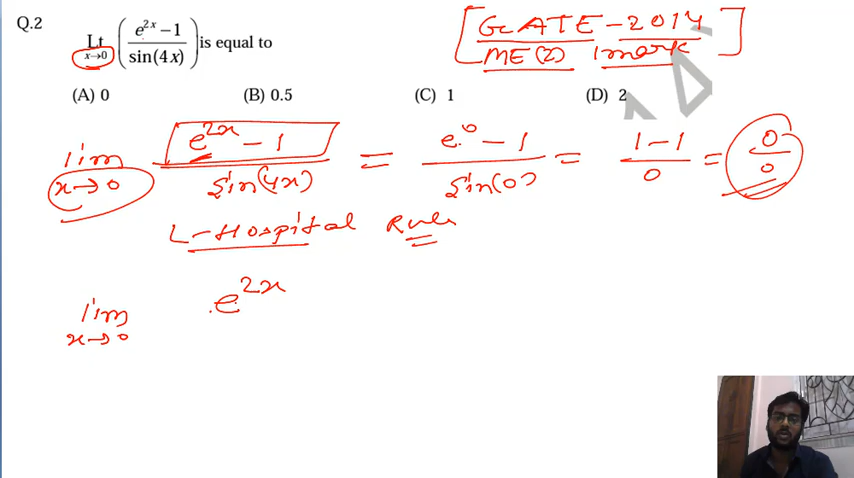 Q.2 Lt x→0 (e^{2x} − 1 / sin(4x)) is equal to
[GATE - 2014
ME(2) 1 mark]
(A) 0 (B) 0.5 (C) 1 (D) 2
lim x→0 e^{2x} - 1 / sin(4x) = e^0 - 1 / sin(0) = 1-1 / 0 = 0/0
L-Hospital Rule
lim x→0 e^{2x}